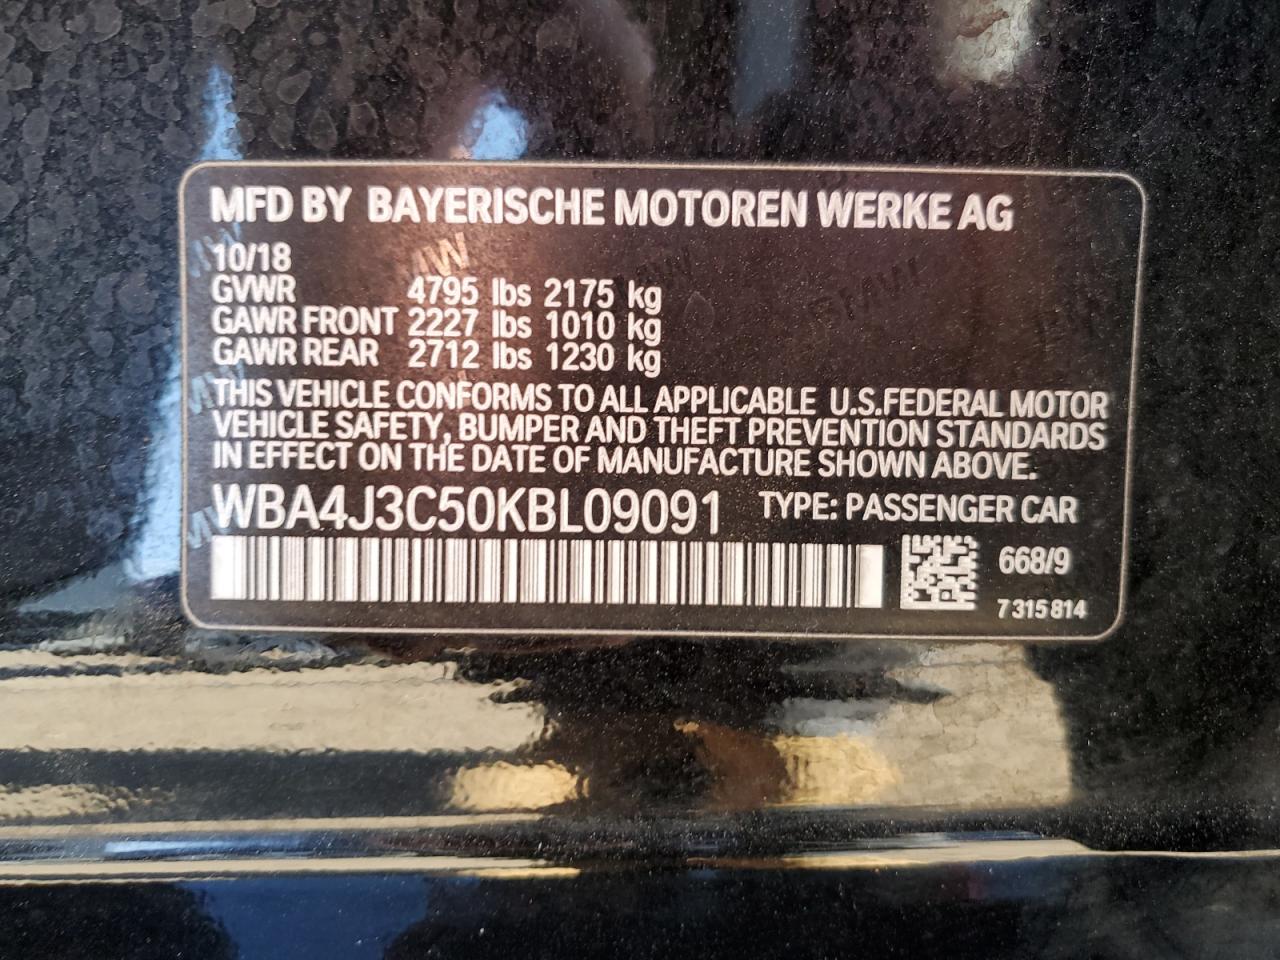 MFD BY BAYERISCHE MOTOREN WERKE AG
10/18
GVWR 4795 lbs 2175 kg
GAWR FRONT 2227 lbs 1010 kg
GAWR REAR 2712 lbs 1230 kg
THIS VEHICLE CONFORMS TO ALL APPLICABLE U.S.FEDERAL MOTOR
VEHICLE SAFETY, BUMPER AND THEFT PREVENTION STANDARDS
IN EFFECT ON THE DATE OF MANUFACTURE SHOWN ABOVE.
WBA4J3C50KBL09091 TYPE: PASSENGER CAR
668/9
7 315 814